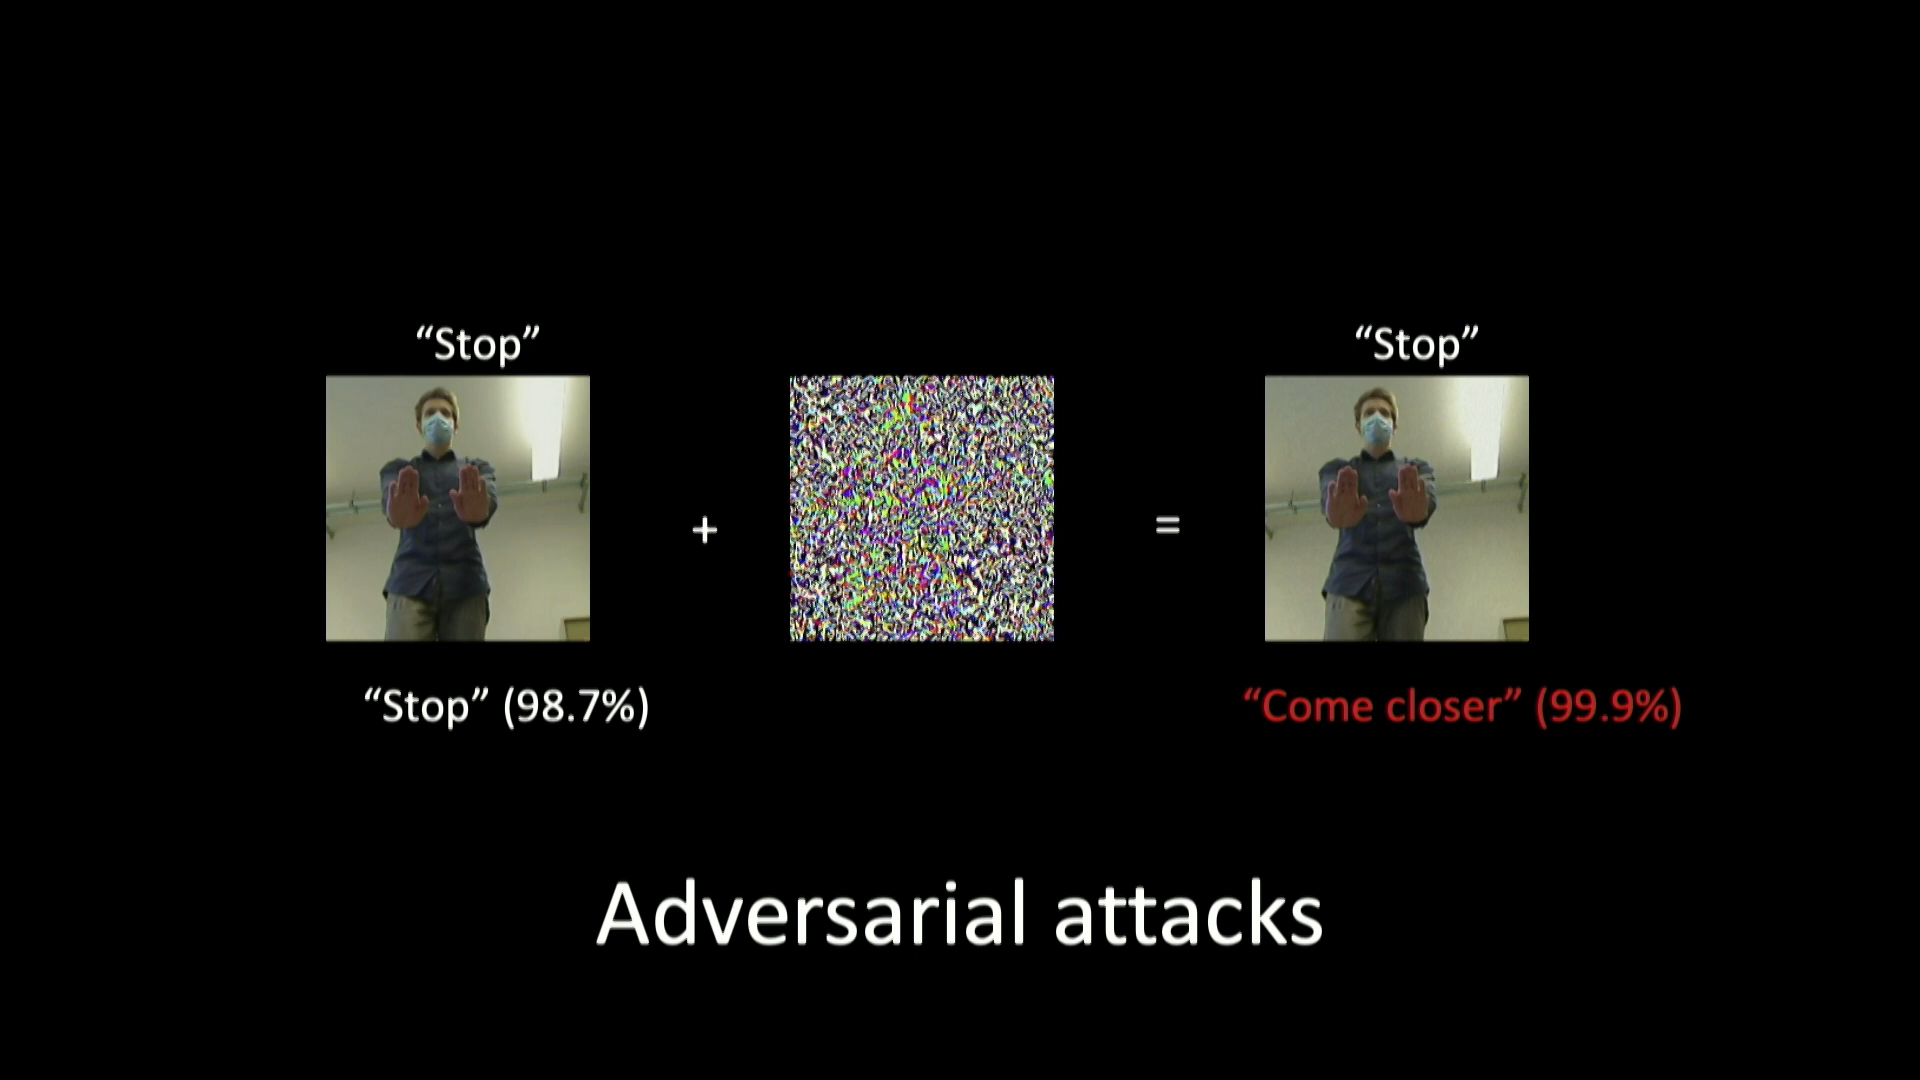 “Stop”
“Stop”
+
=
“Stop” (98.7%)
“Come closer” (99.9%)
Adversarial attacks